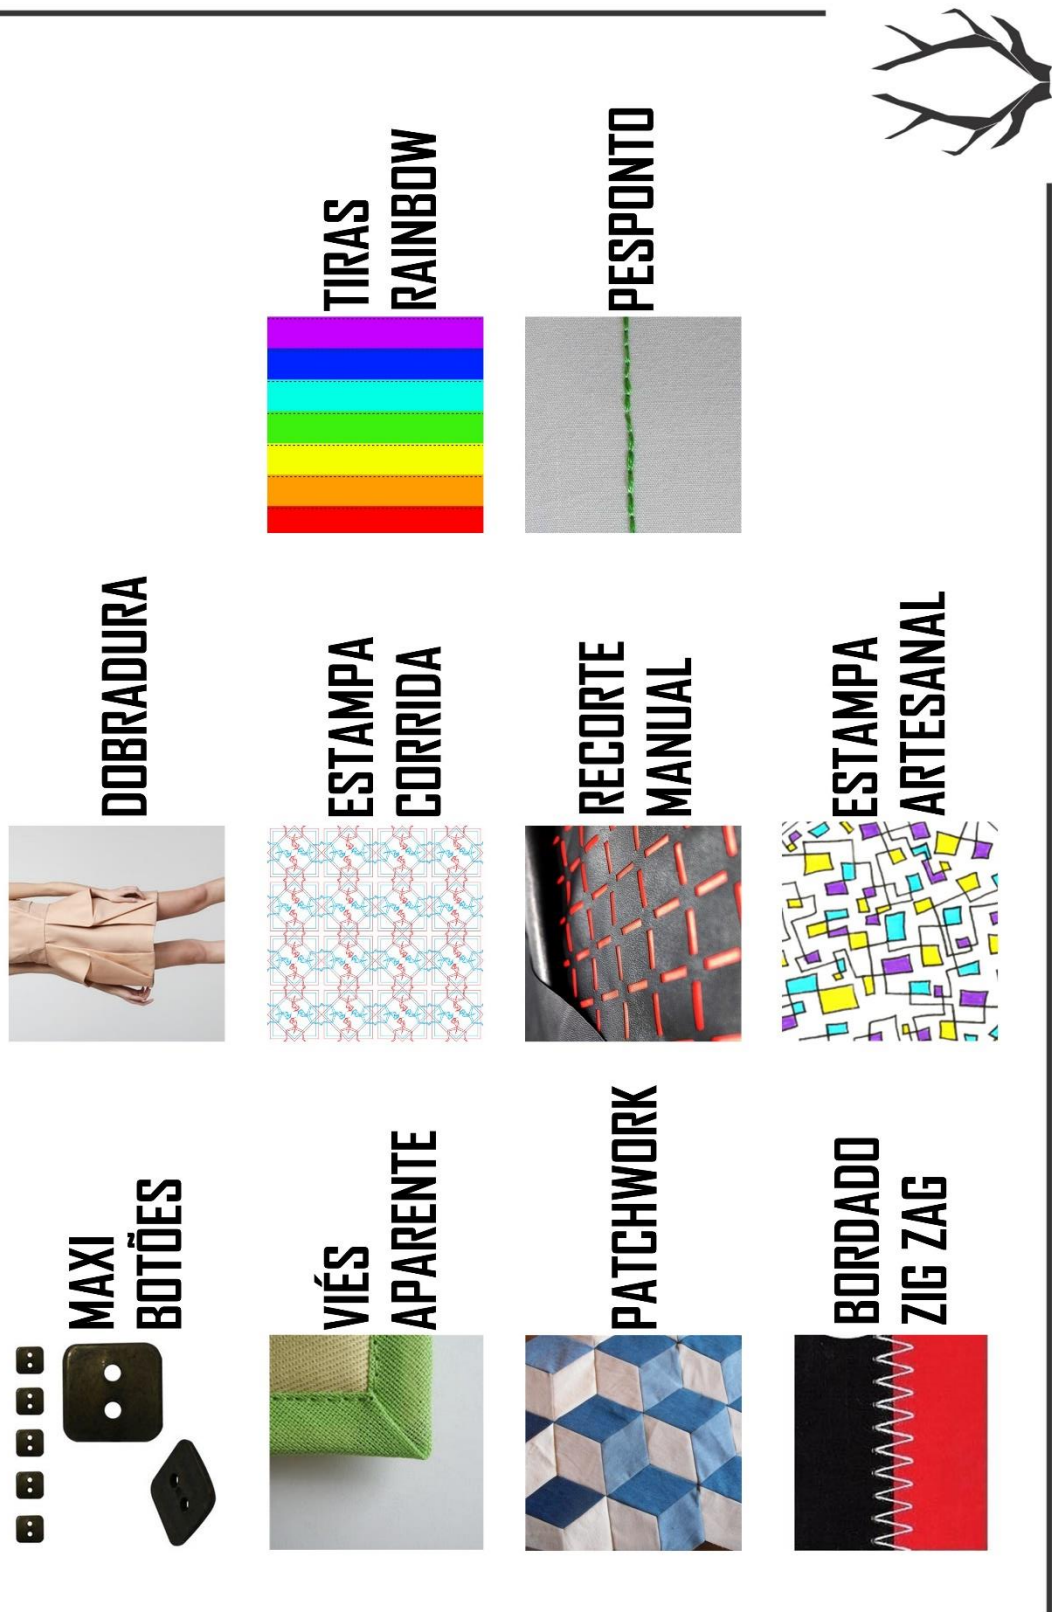 MAXI
BOTÕES
DOBRADURA
VIÉS
APARENTE
ESTAMPA
CORRIDA
TIRAS
RAINBOW
PATCHWORK
RECORTE
MANUAL
PESPONTO
BORDADO
ZIG ZAG
ESTAMPA
ARTESANAL